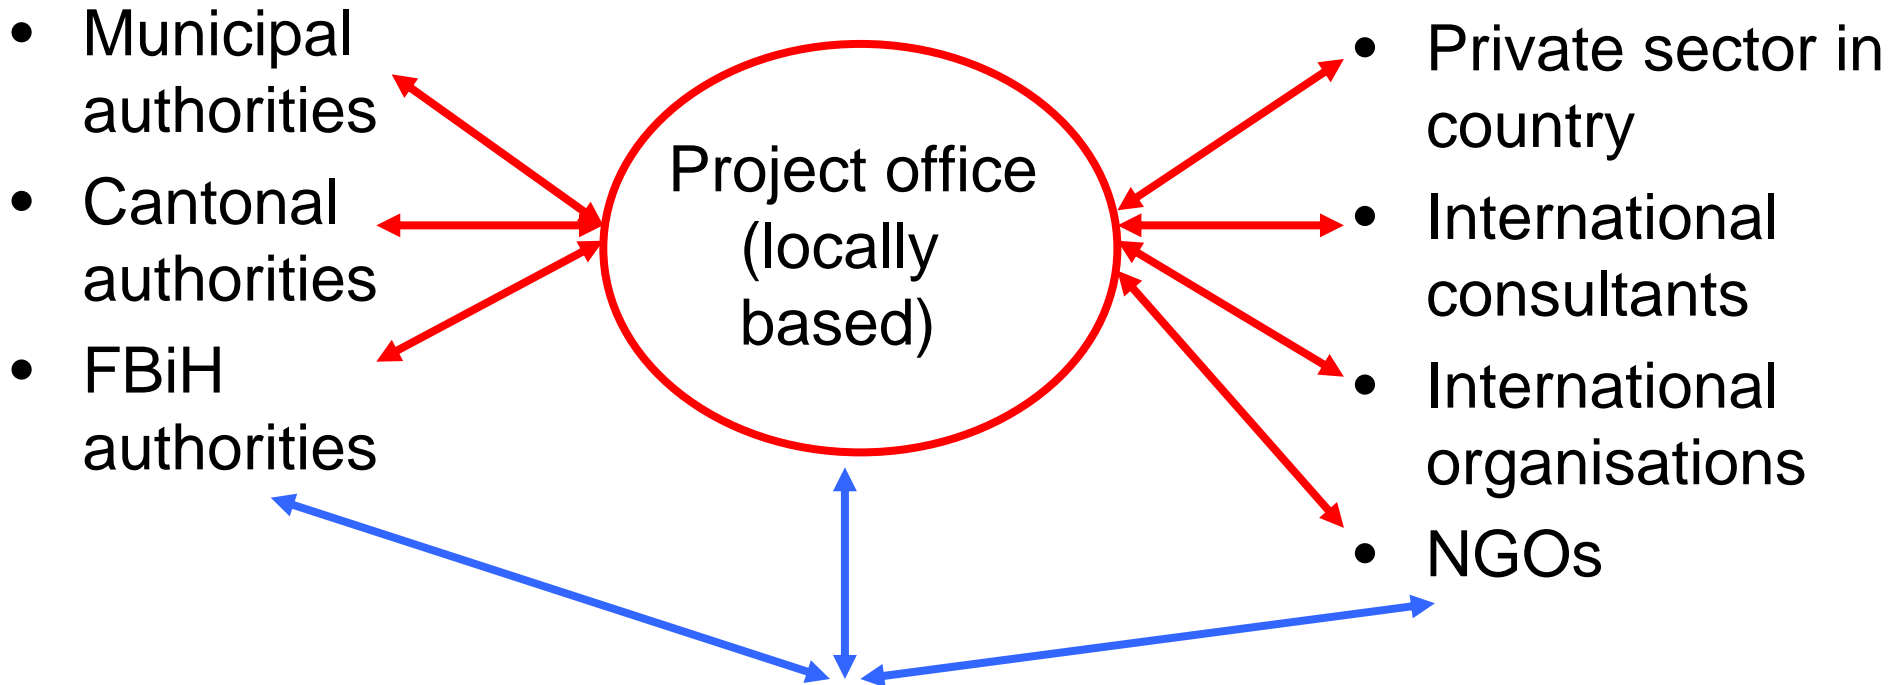 • Municipal
authorities
• Cantonal
authorities
• FBiH
authorities
Project office
(locally
based)
• Private sector in
country
• International
consultants
• International
organisations
• NGOs